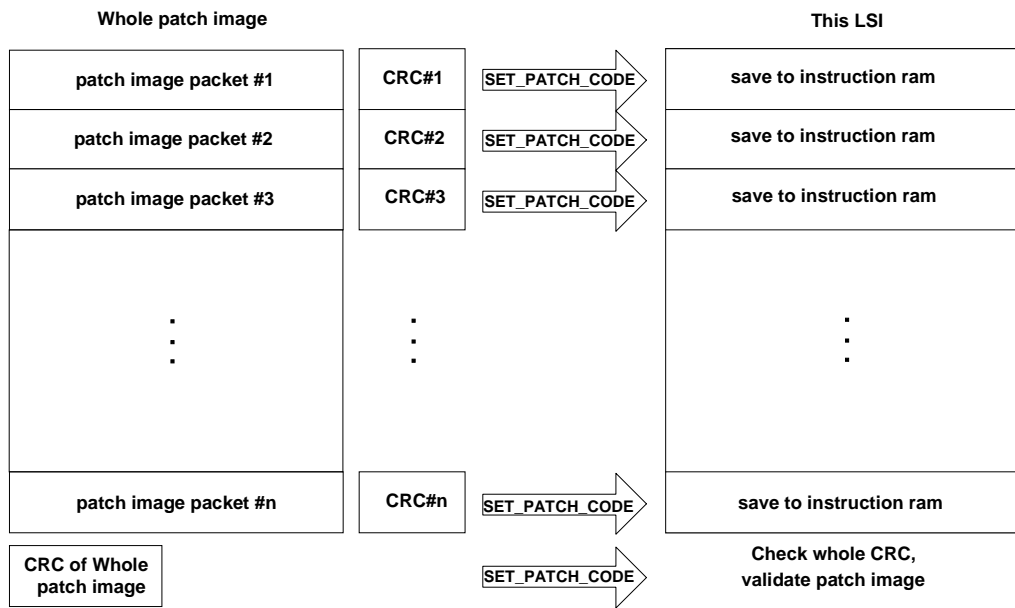 Whole patch image
This LSI
patch image packet #1
CRC#1
SET_PATCH_CODE
save to instruction ram
patch image packet #2
CRC#2
SET_PATCH_CODE
save to instruction ram
patch image packet #3
CRC#3
SET_PATCH_CODE
save to instruction ram
patch image packet #n
CRC#n
SET_PATCH_CODE
save to instruction ram
CRC of Whole
patch image
SET_PATCH_CODE
Check whole CRC,
validate patch image